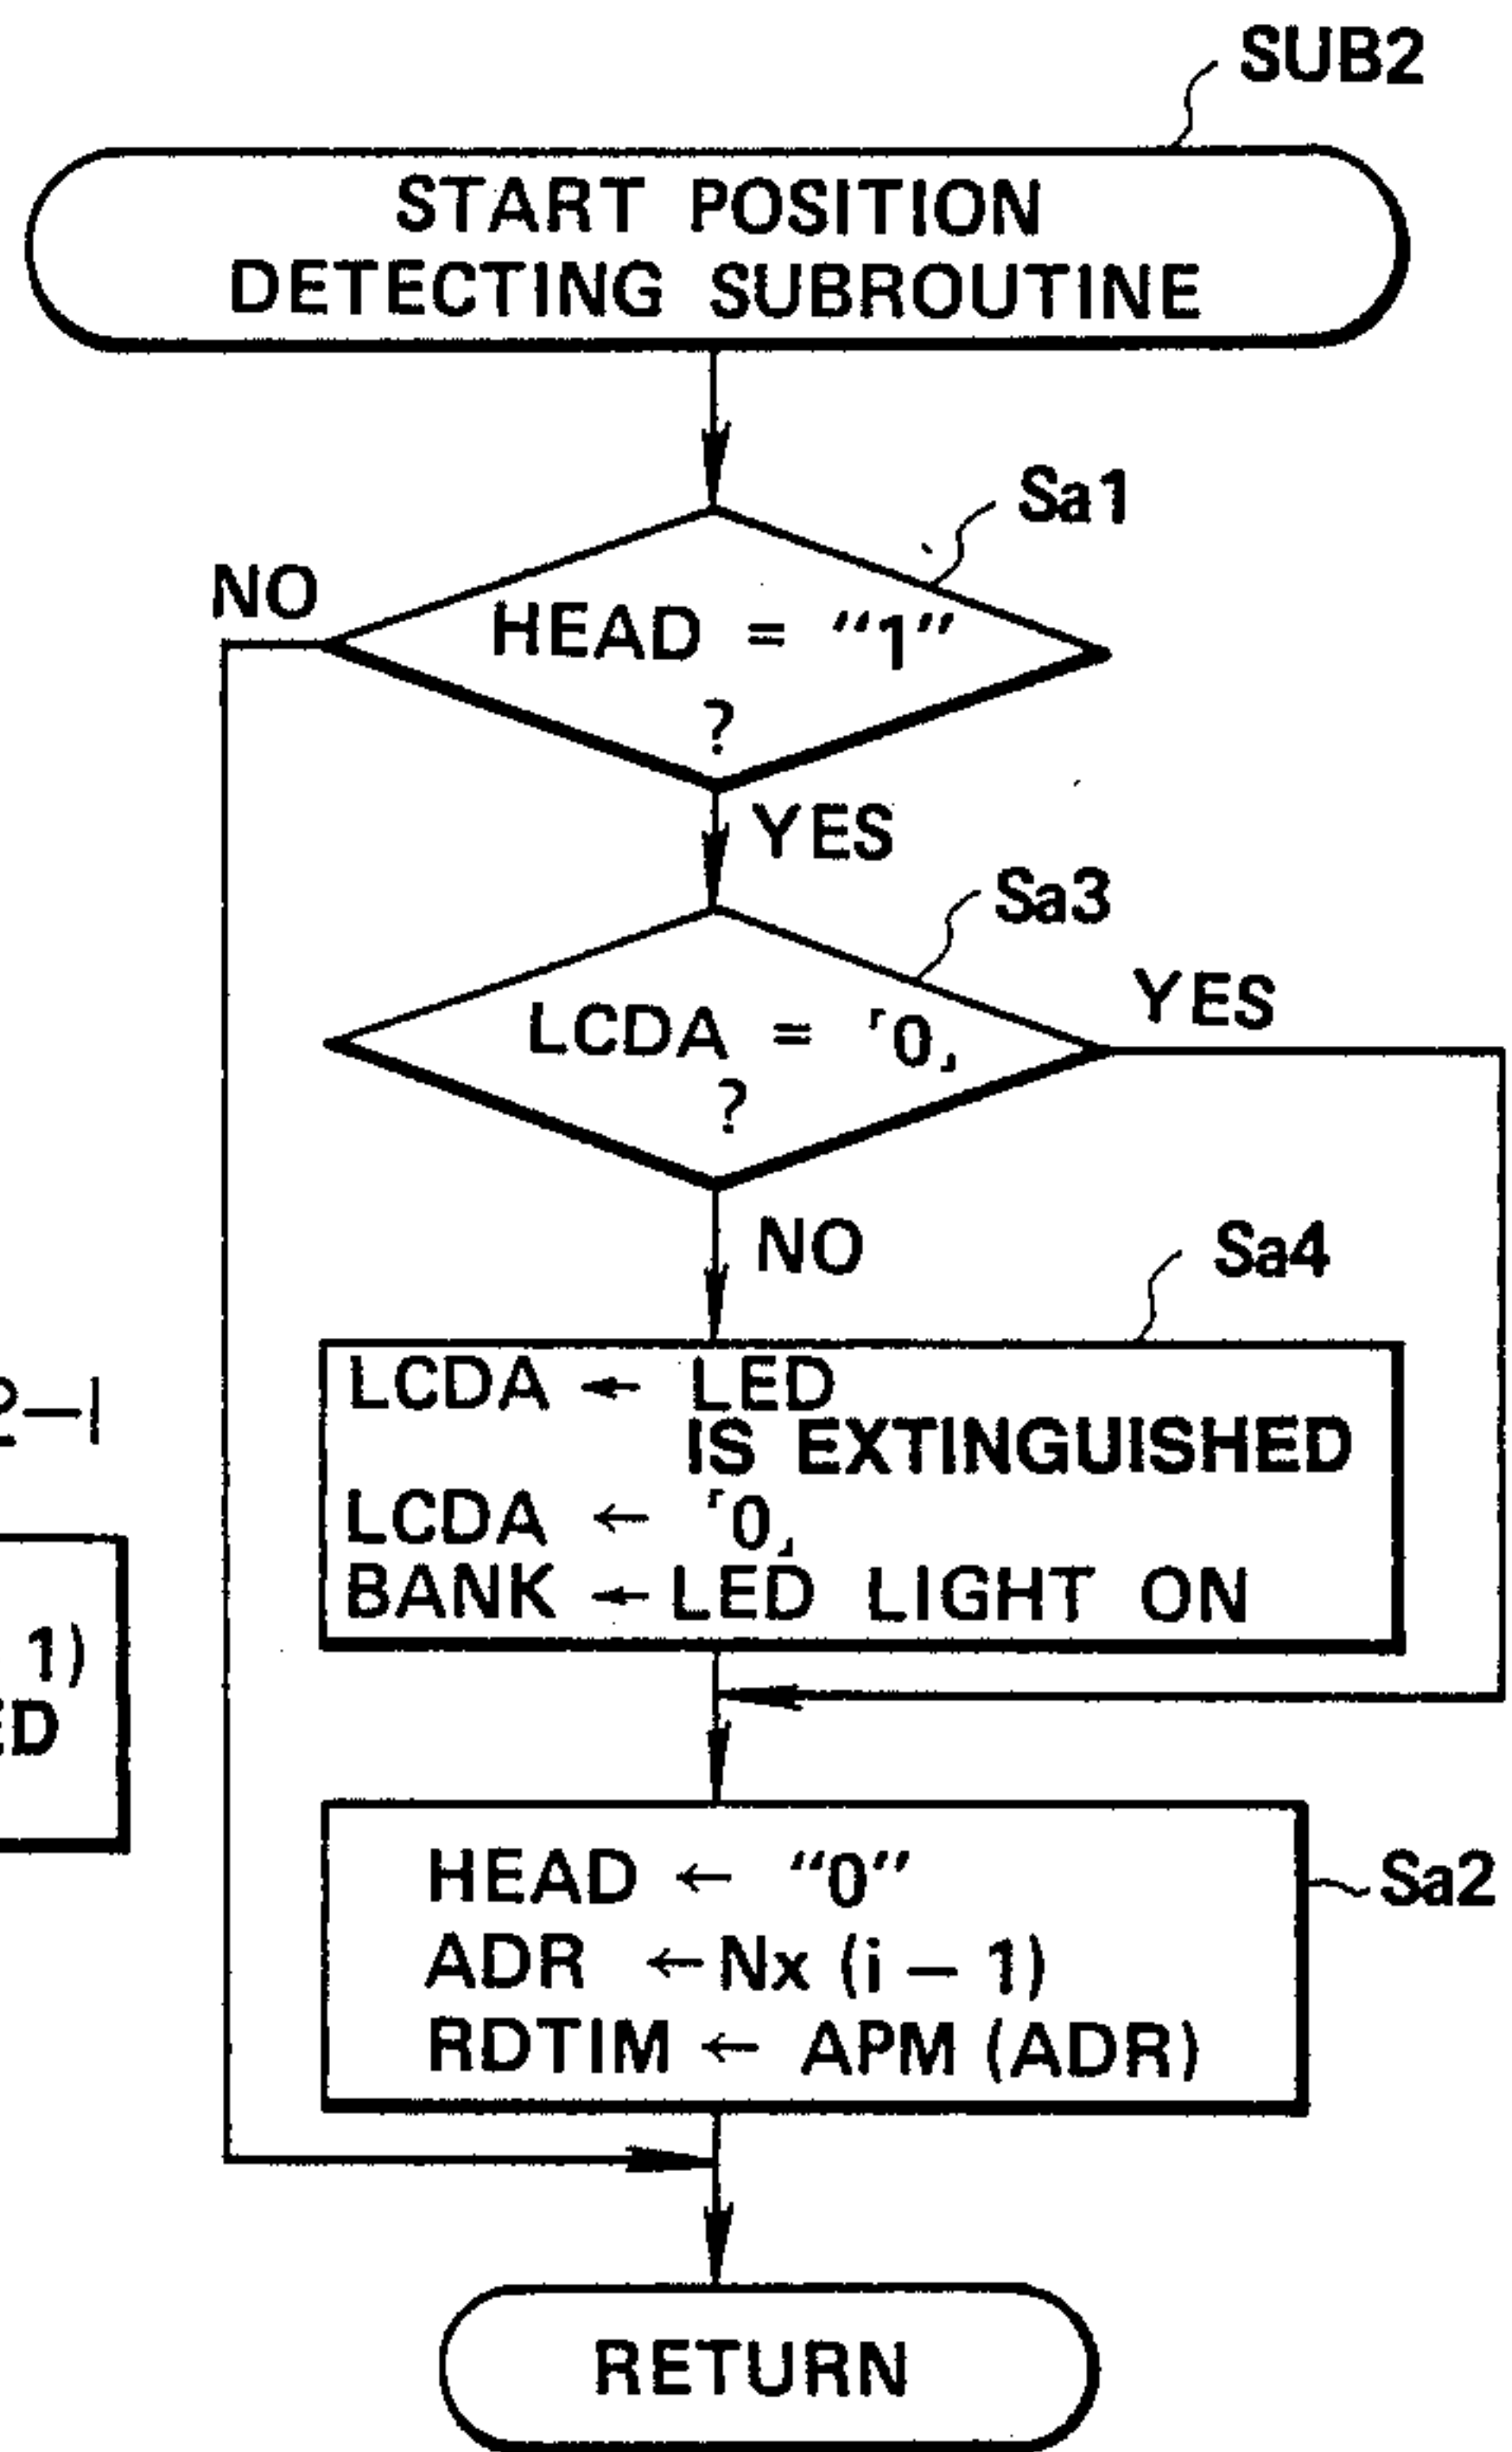 SUB2
START POSITION
DETECTING SUBROUTINE
Sa1
NO
HEAD = “1”
?
YES
Sa3
YES
LCDA = ｢0｣
?
NO
Sa4
LCDA ← LED
IS EXTINGUISHED
LCDA ← ｢0｣
BANK ← LED LIGHT ON
1)
HEAD ← “0”
Sa2
ADR ← Nx (i – 1)
RDTIM ← APM (ADR)
RETURN